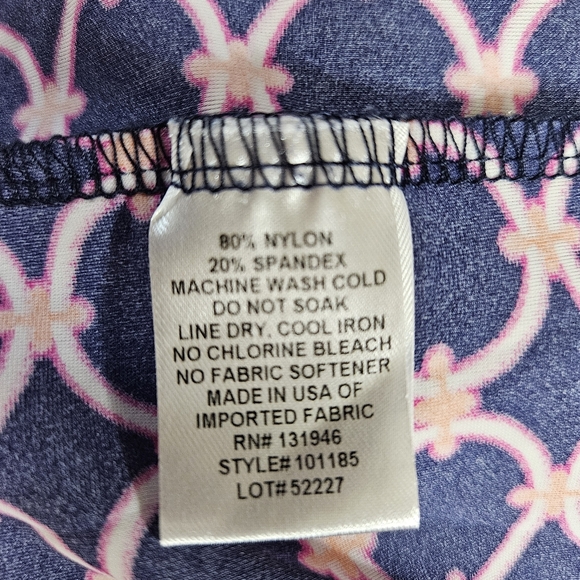 80% NYLON
20% SPANDEX
MACHINE WASH COLD
DO NOT SOAK
LINE DRY, COOL IRON
NO CHLORINE BLEACH
NO FABRIC SOFTENER
MADE IN USA OF
IMPORTED FABRIC
RN# 131946
STYLE# 101185
LOT# 52227